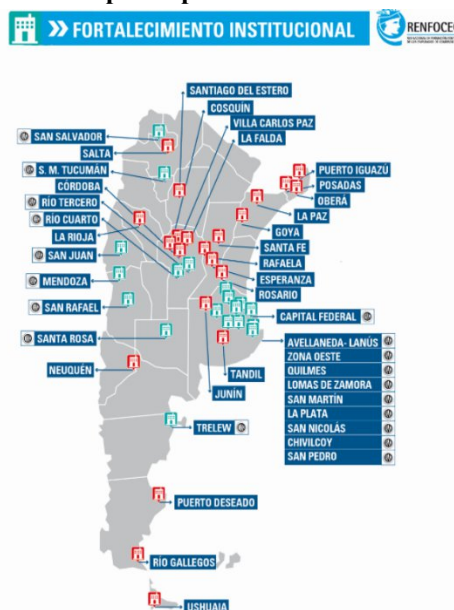 FORTALECIMIENTO INSTITUCIONAL
RENFOCEC
SANTIAGO DEL ESTERO
COSQUÍN
VILLA CARLOS PAZ
LA FALDA
SAN SALVADOR
SALTA
S. M. TUCUMÁN
CÓRDOBA
RÍO TERCERO
RÍO CUARTO
LA RIOJA
SAN JUAN
MENDOZA
SAN RAFAEL
SANTA ROSA
NEUQUÉN
PUERTO IGUAZÚ
POSADAS
OBERÁ
LA PAZ
GOYA
SANTA FE
RAFAELA
ESPERANZA
ROSARIO
CAPITAL FEDERAL
AVELLANEDA- LANÚS
ZONA OESTE
QUILMES
LOMAS DE ZAMORA
SAN MARTÍN
LA PLATA
SAN NICOLÁS
CHIVILCOY
SAN PEDRO
TANDIL
JUNÍN
TRELEW
PUERTO DESEADO
RÍO GALLEGOS
USHUAIA